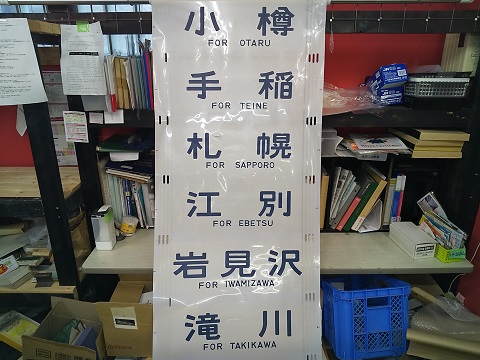 小樽
FOR OTARU
手稲
FOR TEINE
札幌
FOR SAPPORO
江別
FOR EBETSU
岩見沢
FOR IWAMIZAWA
滝川
FOR TAKIKAWA